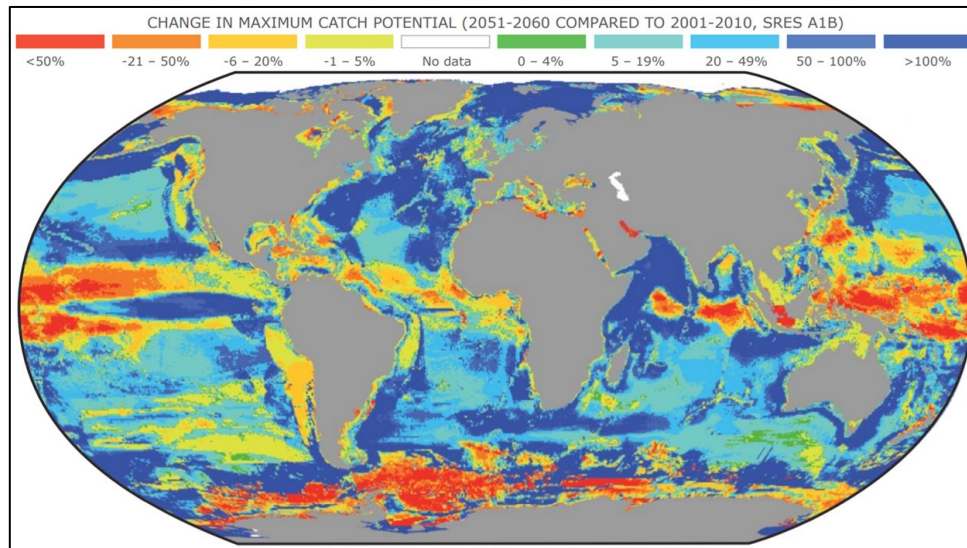 CHANGE IN MAXIMUM CATCH POTENTIAL (2051-2060 COMPARED TO 2001-2010, SRES A1B)
<50% -21 – 50% -6 – 20% -1 – 5% No data 0 – 4% 5 – 19% 20 – 49% 50 – 100% >100%